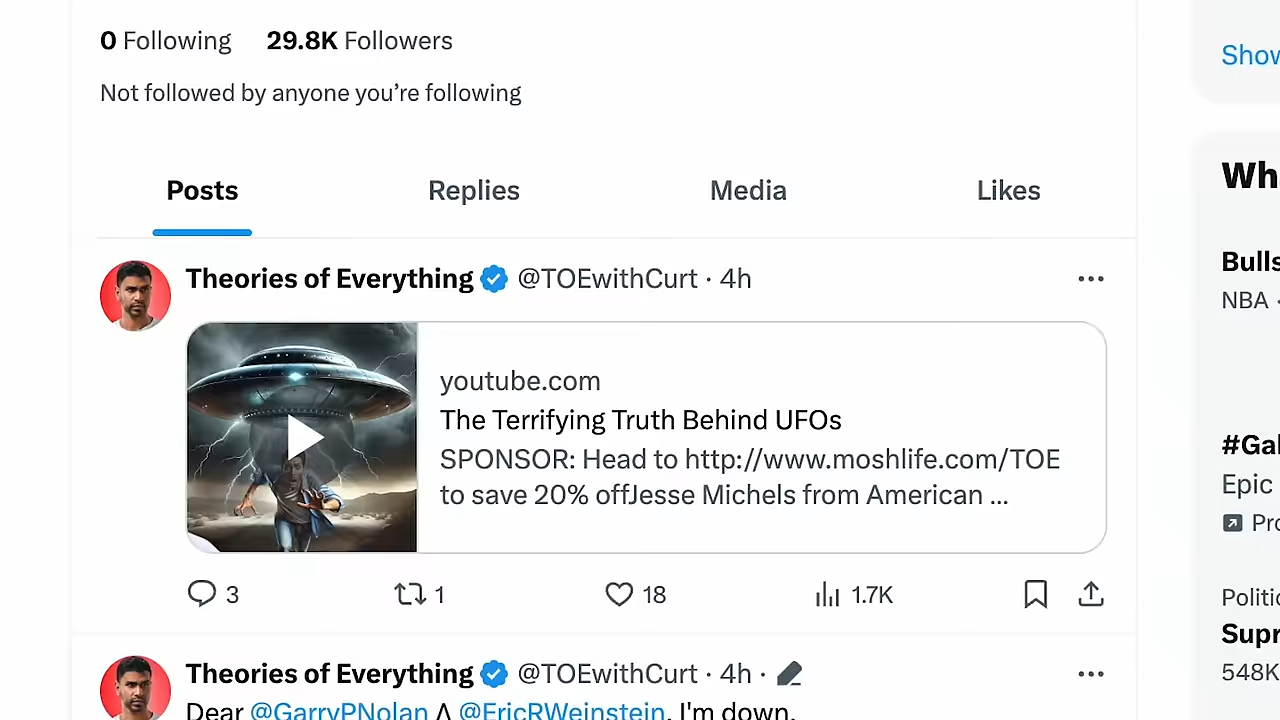 0 Following 29.8K Followers
Show
Not followed by anyone you’re following
Wh
Posts Replies Media Likes
Bulls
NBA ·
Theories of Everything @TOEwithCurt · 4h
youtube.com
The Terrifying Truth Behind UFOs
SPONSOR: Head to http://www.moshlife.com/TOE
to save 20% offJesse Michels from American ...
#Gal
Epic
Pro
3 1 18 1.7K
Politic
Supr
548K
Theories of Everything @TOEwithCurt · 4h ·
Dear @GarryPNolan Λ @EricRWeinstein, I'm down.